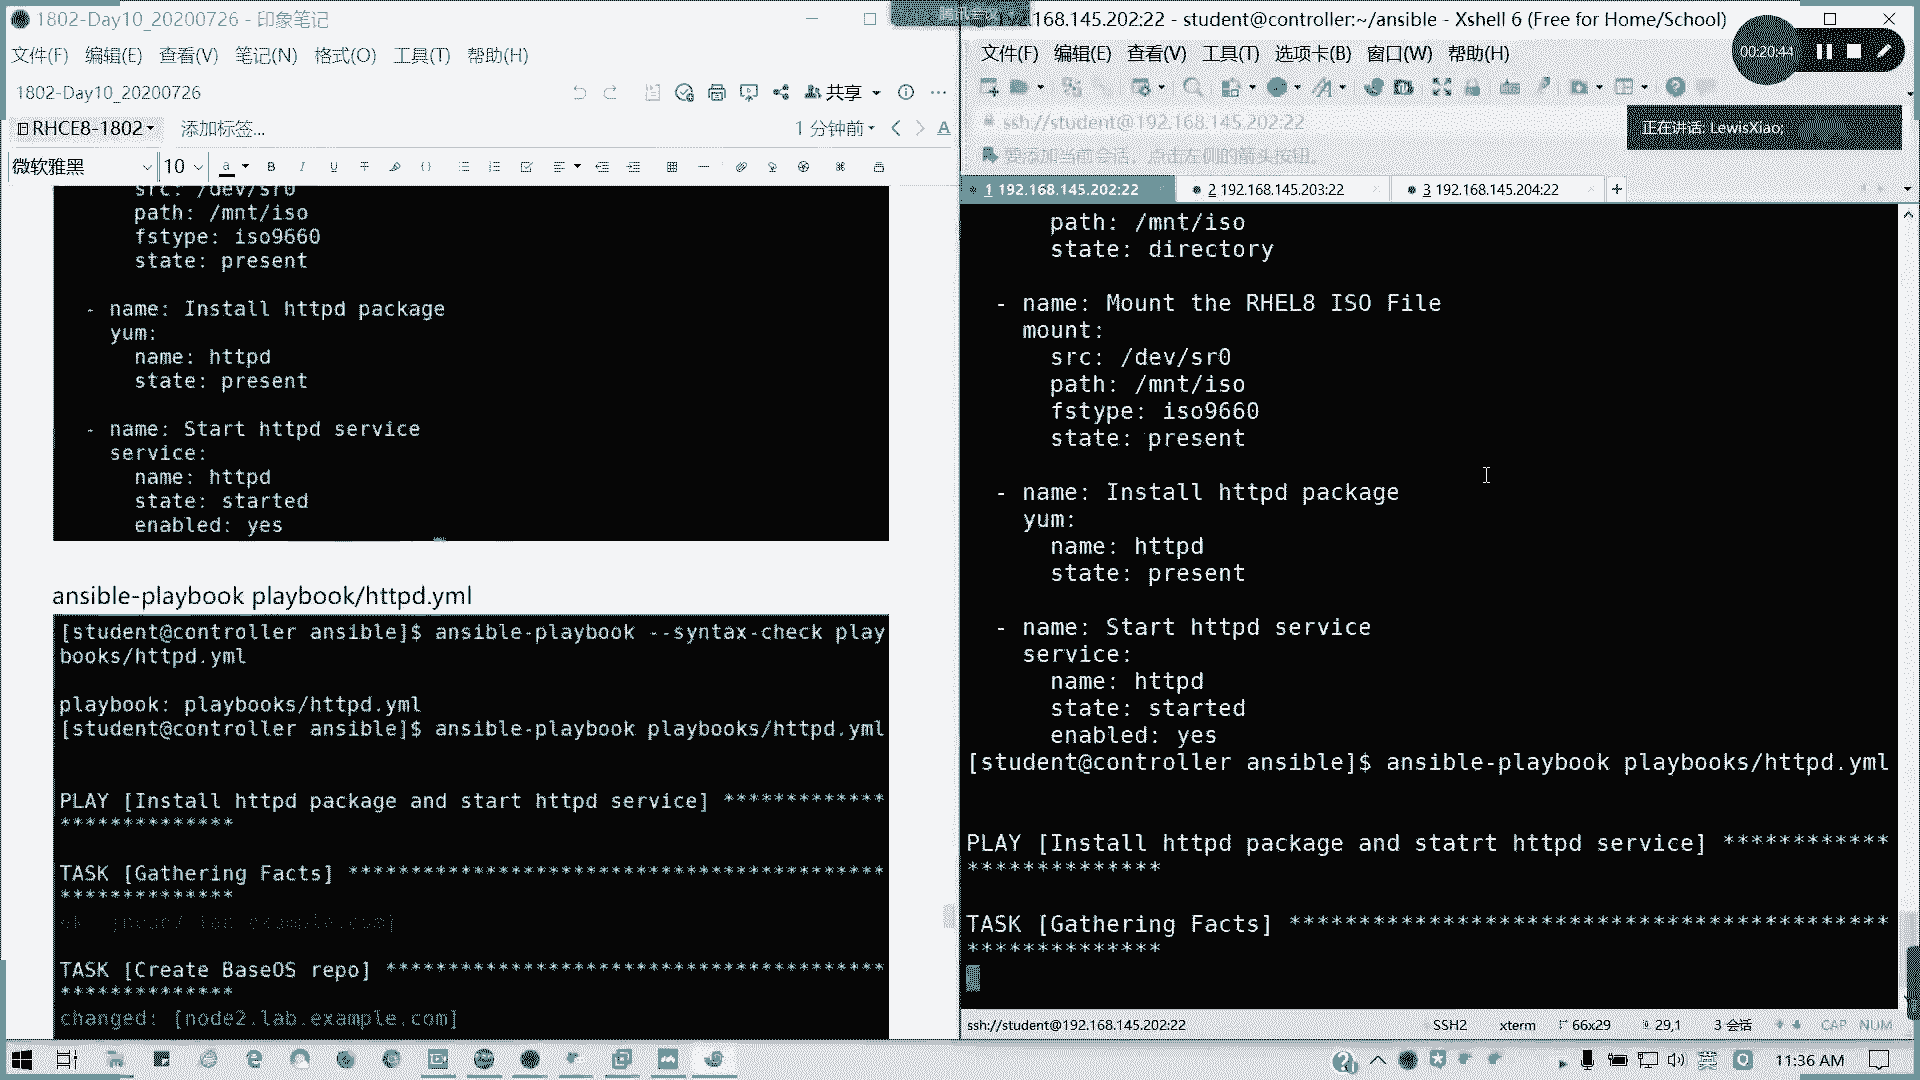 1802-Day10_20200726 - 印象笔记
文件(F) 编辑(E) 查看(V) 笔记(N) 格式(O) 工具(T) 帮助(H)
1802-Day10_20200726
共享
RHCE8-1802
添加标签...
1 分钟前
微软雅黑
10
src: /dev/sr0
path: /mnt/iso
fstype: iso9660
state: present
- name: Install httpd package
yum:
name: httpd
state: present
- name: Start httpd service
service:
name: httpd
state: started
enabled: yes
ansible-playbook playbook/httpd.yml
[student@controller ansible]$ ansible-playbook --syntax-check play
books/httpd.yml
playbook: playbooks/httpd.yml
[student@controller ansible]$ ansible-playbook playbooks/httpd.yml
PLAY [Install httpd package and start httpd service] *************
**************
TASK [Gathering Facts] *******************************************
**************
TASK [Create BaseOS repo] ****************************************
**************
changed: [node2.lab.example.com]
168.145.202:22 - student@controller:~/ansible - Xshell 6 (Free for Home/School)
文件(F) 编辑(E) 查看(V) 工具(T) 选项卡(B) 窗口(W) 帮助(H)
00:20:44
ssh://student@192.168.145.202:22
正在讲话: LewisXiao;
要添加当前会话，点击左侧的箭头按钮。
1 192.168.145.202:22
2 192.168.145.203:22
3 192.168.145.204:22
path: /mnt/iso
state: directory
- name: Mount the RHEL8 ISO File
mount:
src: /dev/sr0
path: /mnt/iso
fstype: iso9660
state: present
- name: Install httpd package
yum:
name: httpd
state: present
- name: Start httpd service
service:
name: httpd
state: started
enabled: yes
[student@controller ansible]$ ansible-playbook playbooks/httpd.yml
PLAY [Install httpd package and statrt httpd service] ************
**************
TASK [Gathering Facts] *******************************************
**************
ssh://student@192.168.145.202:22
SSH2
xterm
66x29
29,1
3 会话
CAP NUM
英
11:36 AM